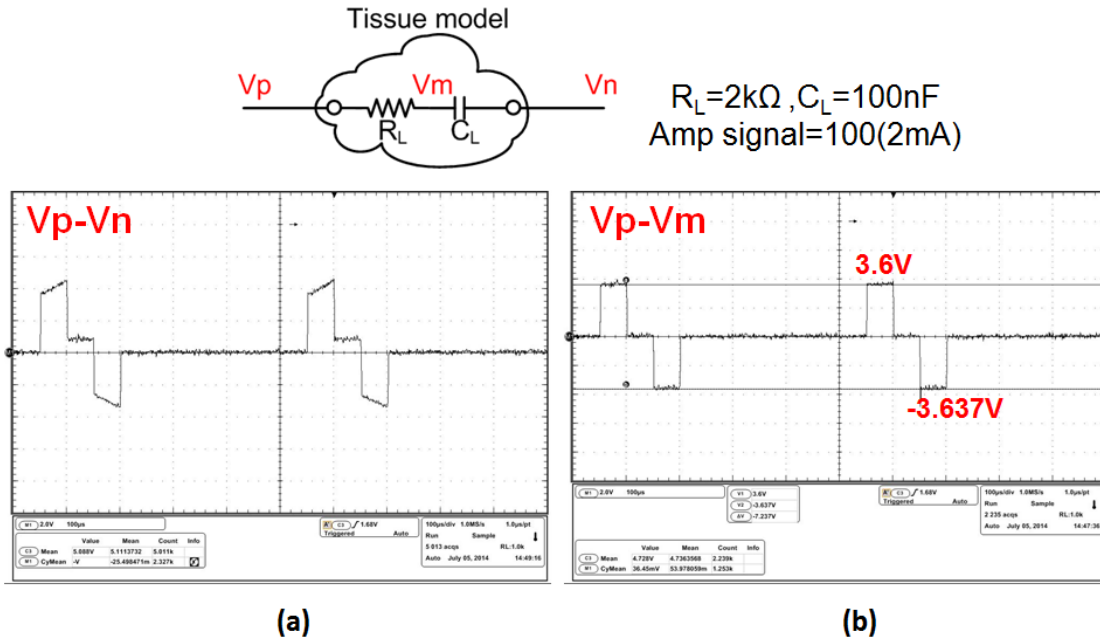 Tissue model
Vp
Vm
Vn
RL
CL
RL=2kΩ ,CL=100nF
Amp signal=100(2mA)
Vp-Vn
M1 2.0V 100µs
A' C3 1.68V
Triggered Auto
100µs/div 1.0MS/s 1.0µs/pt
Run Sample
5 013 acqs RL:1.0k
Auto July 05, 2014 14:49:16
Value Mean Count Info
C3 Mean 5.088V 5.1113732 5.011k
M1 CyMean -V -25.498471m 2.327k
(a)
Vp-Vm
3.6V
-3.637V
M1 2.0V 100µs
V1 3.6V
V2 -3.637V
ΔV -7.237V
A' C3 1.68V
Triggered Auto
100µs/div 1.0MS/s 1.0µs/pt
Run Sample
2 235 acqs RL:1.0k
Auto July 05, 2014 14:47:36
Value Mean Count Info
C3 Mean 4.728V 4.7363568 2.239k
M1 CyMean 36.45mV 53.978059m 1.253k
(b)